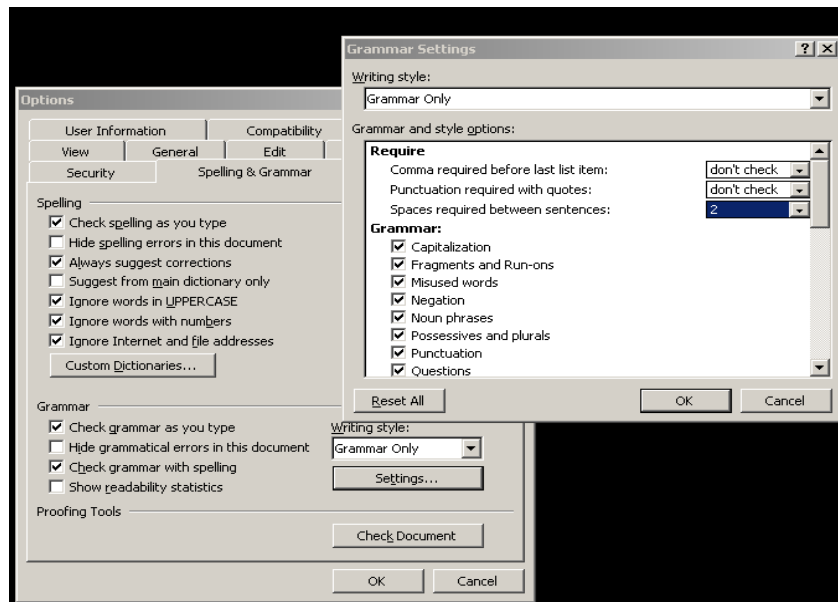 Grammar Settings
Writing style:
Grammar Only
Grammar and style options:
Require
Comma required before last list item: don't check
Punctuation required with quotes: don't check
Spaces required between sentences: 2
Grammar:
Capitalization
Fragments and Run-ons
Misused words
Negation
Noun phrases
Possessives and plurals
Punctuation
Questions
Reset All OK Cancel
Options
User Information Compatibility
View General Edit
Security Spelling & Grammar
Spelling
Check spelling as you type
Hide spelling errors in this document
Always suggest corrections
Suggest from main dictionary only
Ignore words in UPPERCASE
Ignore words with numbers
Ignore Internet and file addresses
Custom Dictionaries...
Grammar
Check grammar as you type Writing style:
Hide grammatical errors in this document Grammar Only
Check grammar with spelling Settings...
Show readability statistics
Proofing Tools
Check Document
OK Cancel